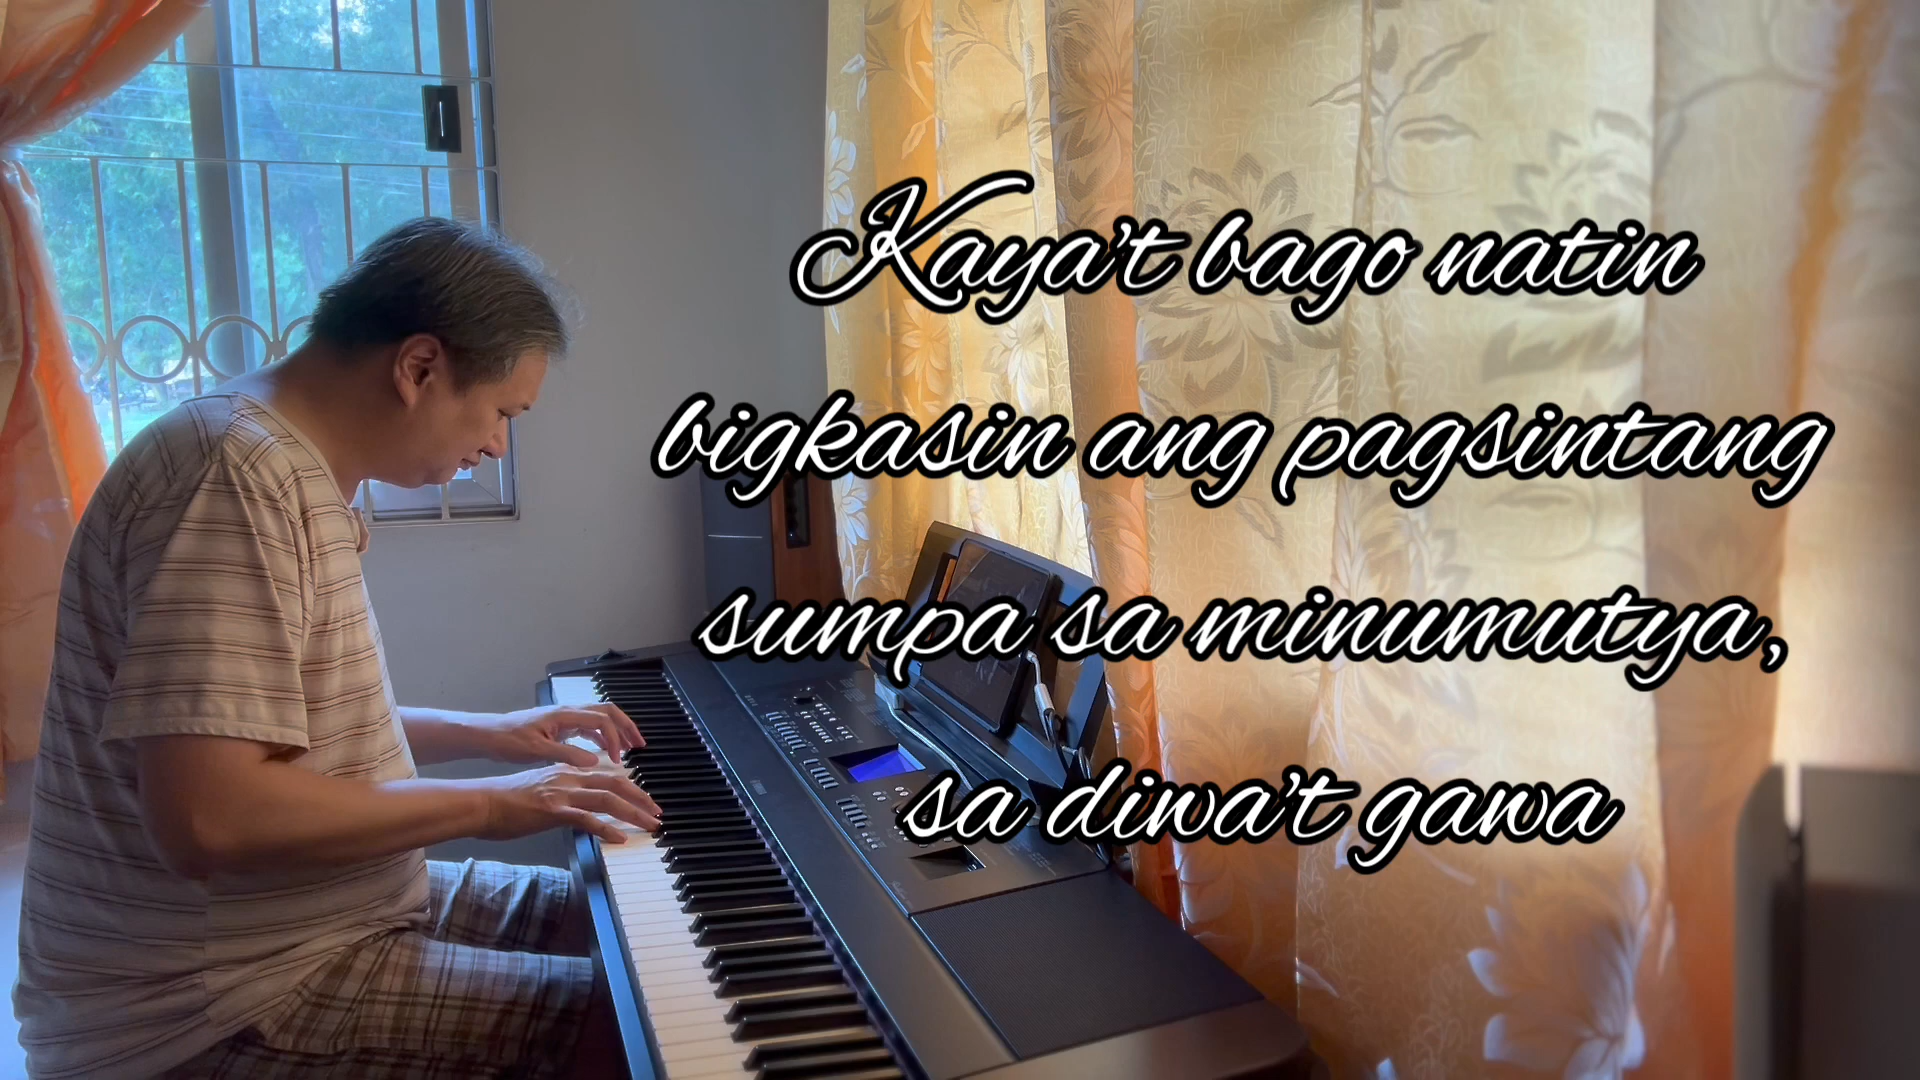 Kaya't bago natin
bigkasin ang pagsintang
sumpa sa minumutya,
sa diwa't gawa